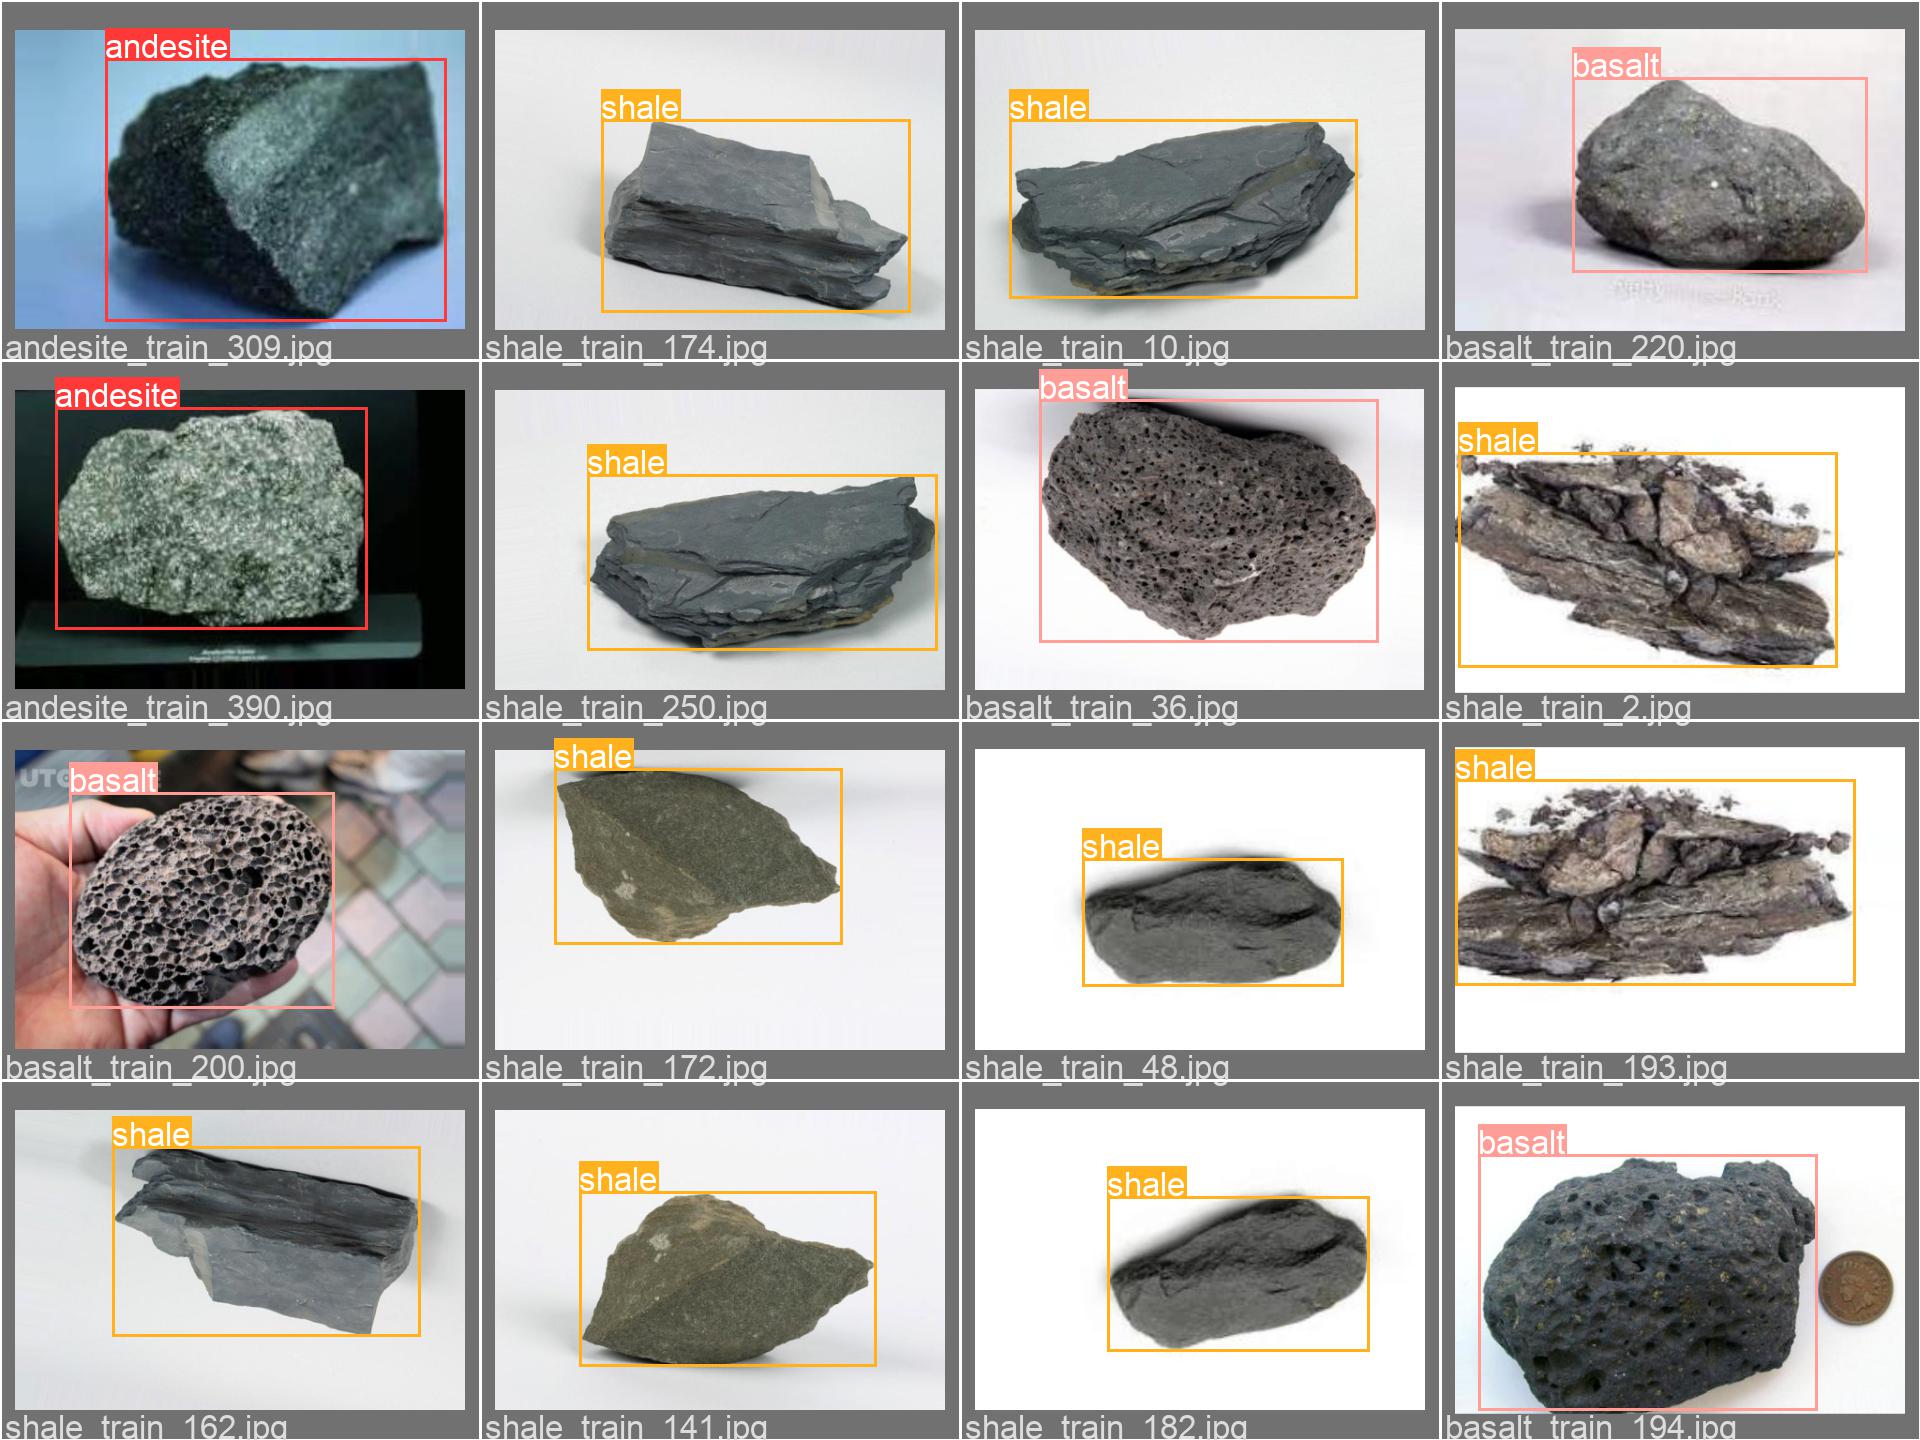 andesite
andesite_train_309.jpg
shale
shale_train_174.jpg
shale
shale_train_10.jpg
basalt
basalt_train_220.jpg
andesite
andesite_train_390.jpg
shale
shale_train_250.jpg
basalt
basalt_train_36.jpg
shale
shale_train_2.jpg
basalt
basalt_train_200.jpg
shale
shale_train_172.jpg
shale
shale_train_48.jpg
shale
shale_train_193.jpg
shale
shale_train_162.jpg
shale
shale_train_141.jpg
shale
shale_train_182.jpg
basalt
basalt_train_194.jpg